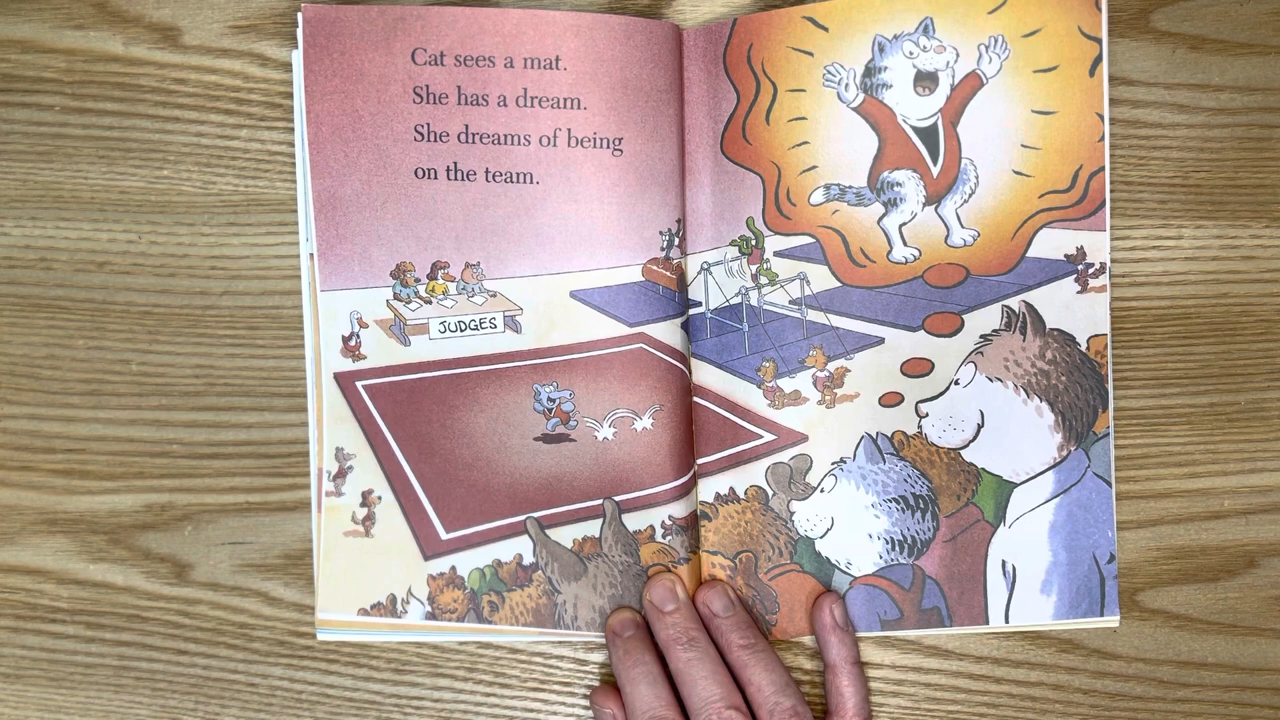 Cat sees a mat.
She has a dream.
She dreams of being
on the team.
JUDGES